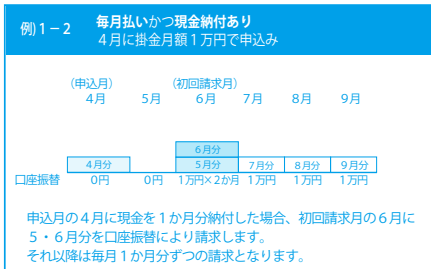 例)１－２ 毎月払いかつ現金納付あり
４月に掛金月額１万円で申込み
（申込月） （初回請求月）
４月 ５月 ６月 ７月 ８月 ９月
６月分
４月分 ５月分 ７月分 ８月分 ９月分
口座振替 ０円 ０円 １万円×２か月 １万円 １万円 １万円
申込月の４月に現金を１か月分納付した場合、初回請求月の６月に
５・６月分を口座振替により請求します。
それ以降は毎月１か月分ずつの請求となります。